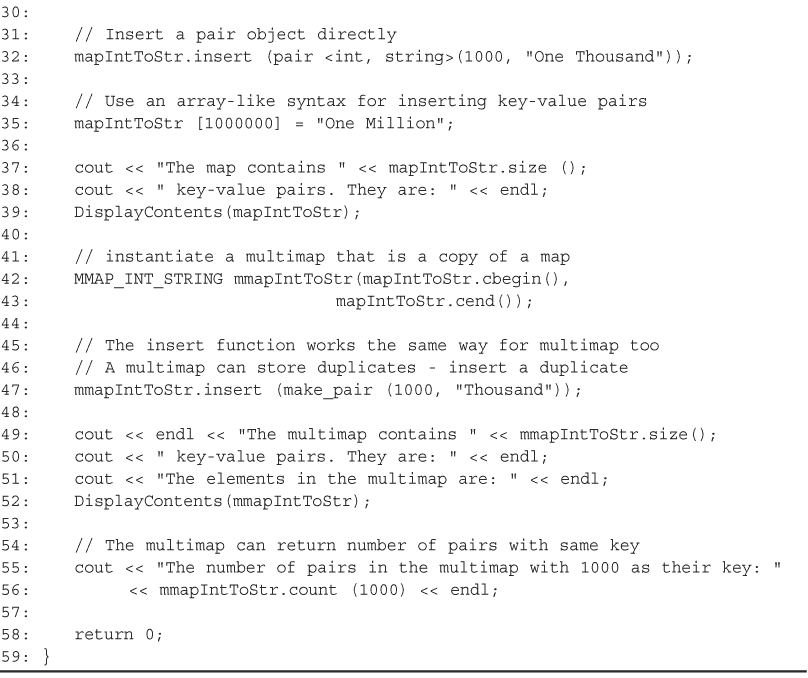 30:
31:    // Insert a pair object directly
32:    mapIntToStr.insert (pair <int, string>(1000, "One Thousand"));
33:
34:    // Use an array-like syntax for inserting key-value pairs
35:    mapIntToStr [1000000] = "One Million";
36:
37:    cout << "The map contains " << mapIntToStr.size ();
38:    cout << " key-value pairs. They are: " << endl;
39:    DisplayContents(mapIntToStr);
40:
41:    // instantiate a multimap that is a copy of a map
42:    MMAP_INT_STRING mmapIntToStr(mapIntToStr.cbegin(),
43:                                 mapIntToStr.cend());
44:
45:    // The insert function works the same way for multimap too
46:    // A multimap can store duplicates - insert a duplicate
47:    mmapIntToStr.insert (make_pair (1000, "Thousand"));
48:
49:    cout << endl << "The multimap contains " << mmapIntToStr.size();
50:    cout << " key-value pairs. They are: " << endl;
51:    cout << "The elements in the multimap are: " << endl;
52:    DisplayContents(mmapIntToStr);
53:
54:    // The multimap can return number of pairs with same key
55:    cout << "The number of pairs in the multimap with 1000 as their key: "
56:          << mmapIntToStr.count (1000) << endl;
57:
58:    return 0;
59: }